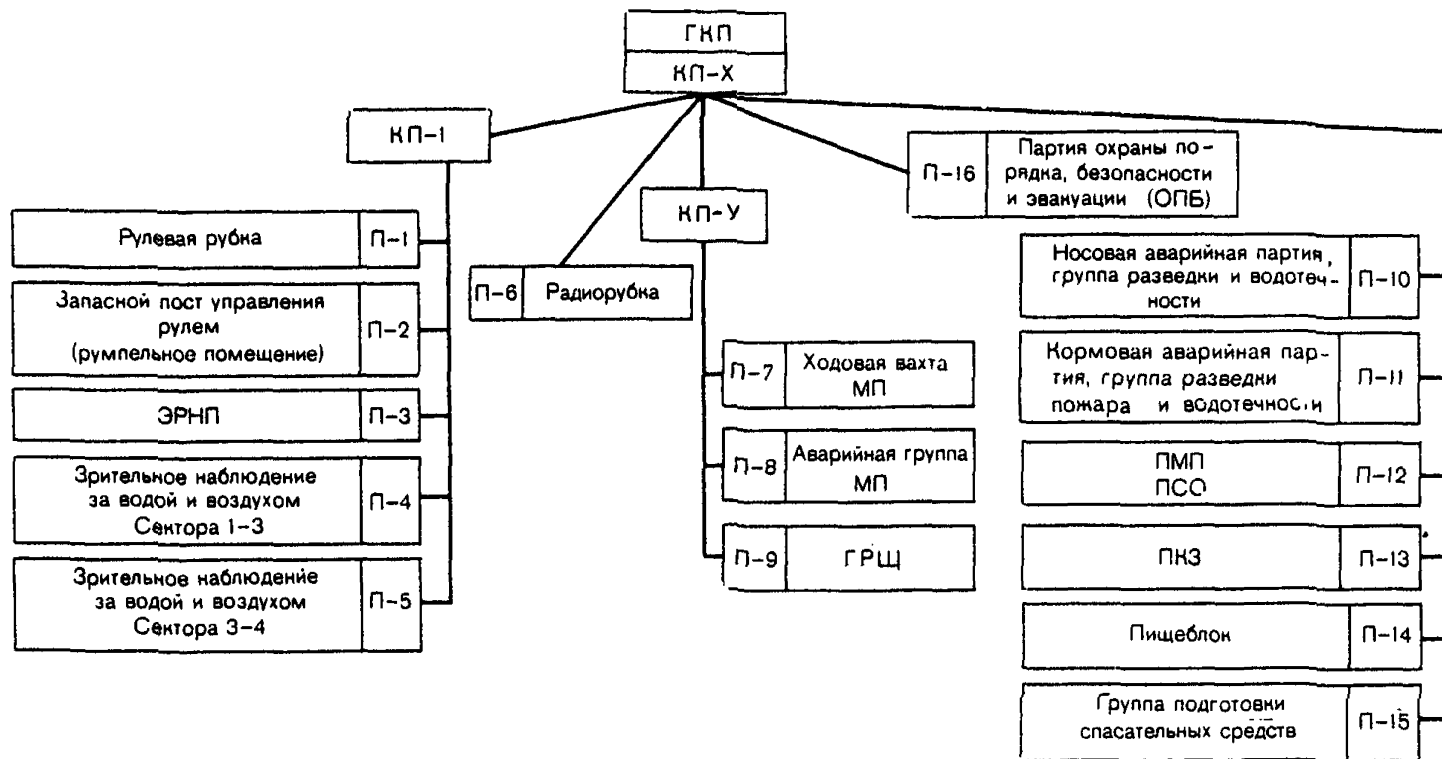 ГКП
КП-Х
КП-1
П-16
Партия охраны по-
рядка, безопасности
и эвакуации (ОПБ)
КП-У
Рулевая рубка
П-1
Запасной пост управления
рулем
(румпельное помещение)
П-2
ЭРНП
П-3
Зрительное наблюдение
за водой и воздухом
Сектора 1-3
П-4
Зрительное наблюдение
за водой и воздухом
Сектора 3-4
П-5
П-6
Радиорубка
П-7
Ходовая вахта
МП
П-8
Аварийная группа
МП
П-9
ГРЩ
Носовая аварийная партия,
группа разведки и водотеч-
ности
П-10
Кормовая аварийная пар-
тия, группа разведки
пожара и водотечности
П-11
ПМП
ПСО
П-12
ПКЗ
П-13
Пищеблок
П-14
Группа подготовки
спасательных средств
П-15